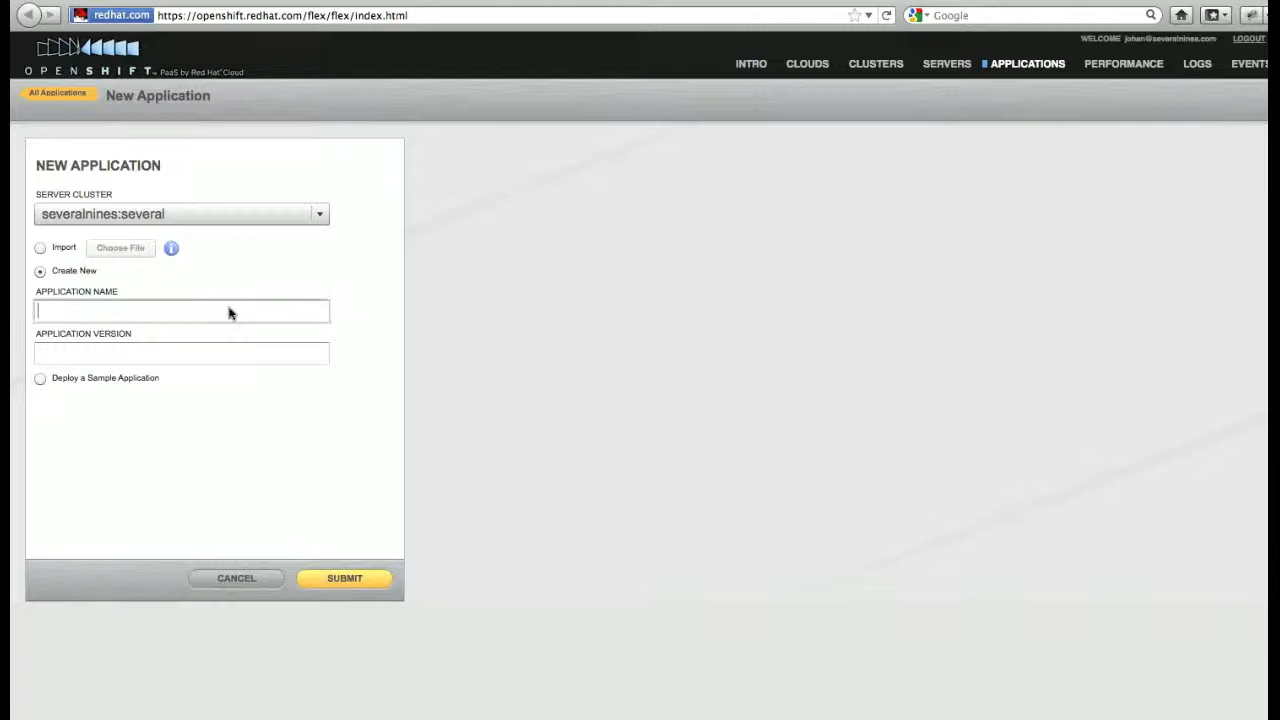 redhat.com https://openshift.redhat.com/flex/flex/index.html Google
WELCOME johan@severalnines.com LOGOUT
OPENSHIFT™ PaaS by Red Hat® Cloud
INTRO CLOUDS CLUSTERS SERVERS APPLICATIONS PERFORMANCE LOGS EVENTS
All Applications New Application
NEW APPLICATION
SERVER CLUSTER
severalnines:several
Import Choose File i
Create New
APPLICATION NAME
APPLICATION VERSION
Deploy a Sample Application
CANCEL SUBMIT